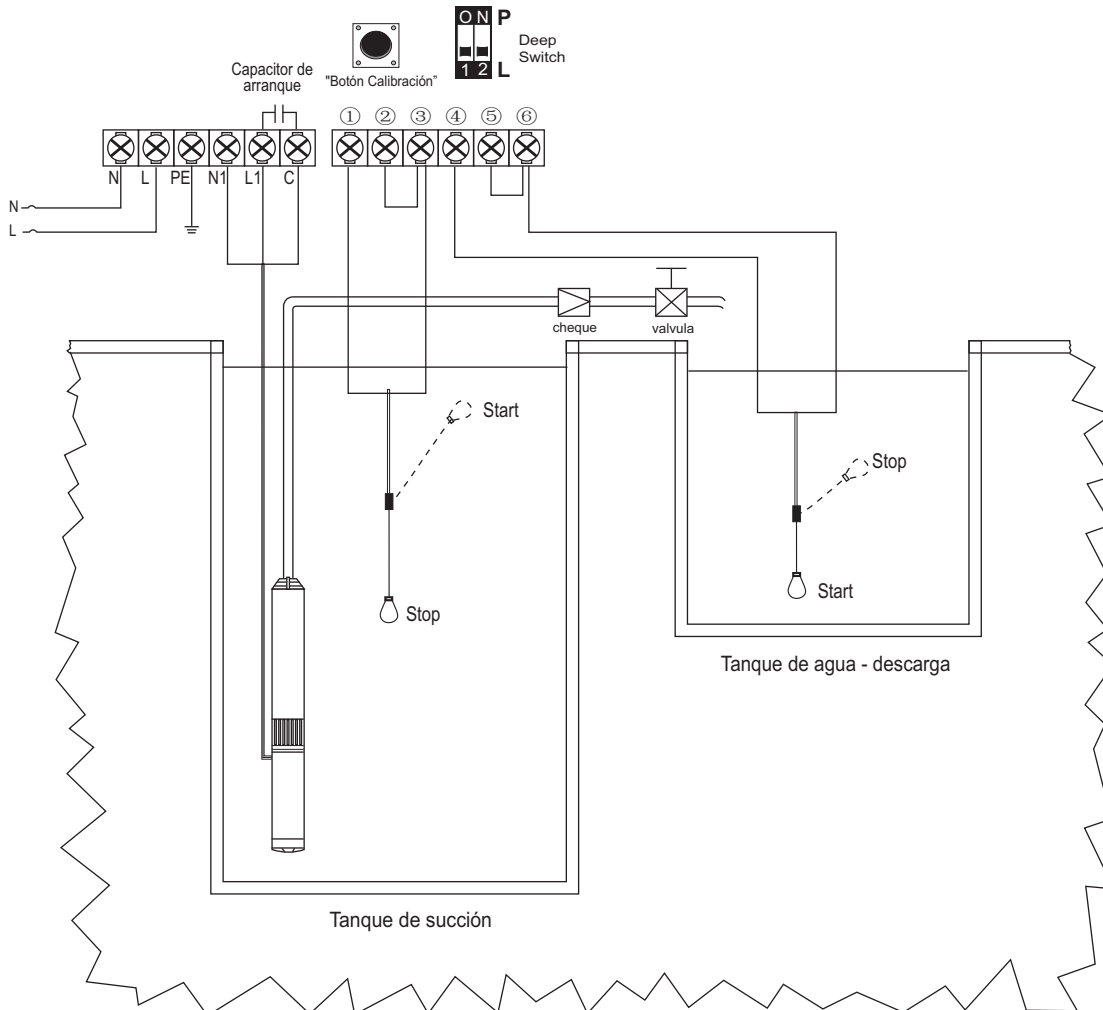 ON P
Deep
Switch
1 2 L
Capacitor de
arranque
"Botón Calibración”
① ② ③ ④ ⑤ ⑥
N L PE N1 L1 C
N
L
cheque
valvula
Start
Stop
Stop
Start
Tanque de agua - descarga
Tanque de succión